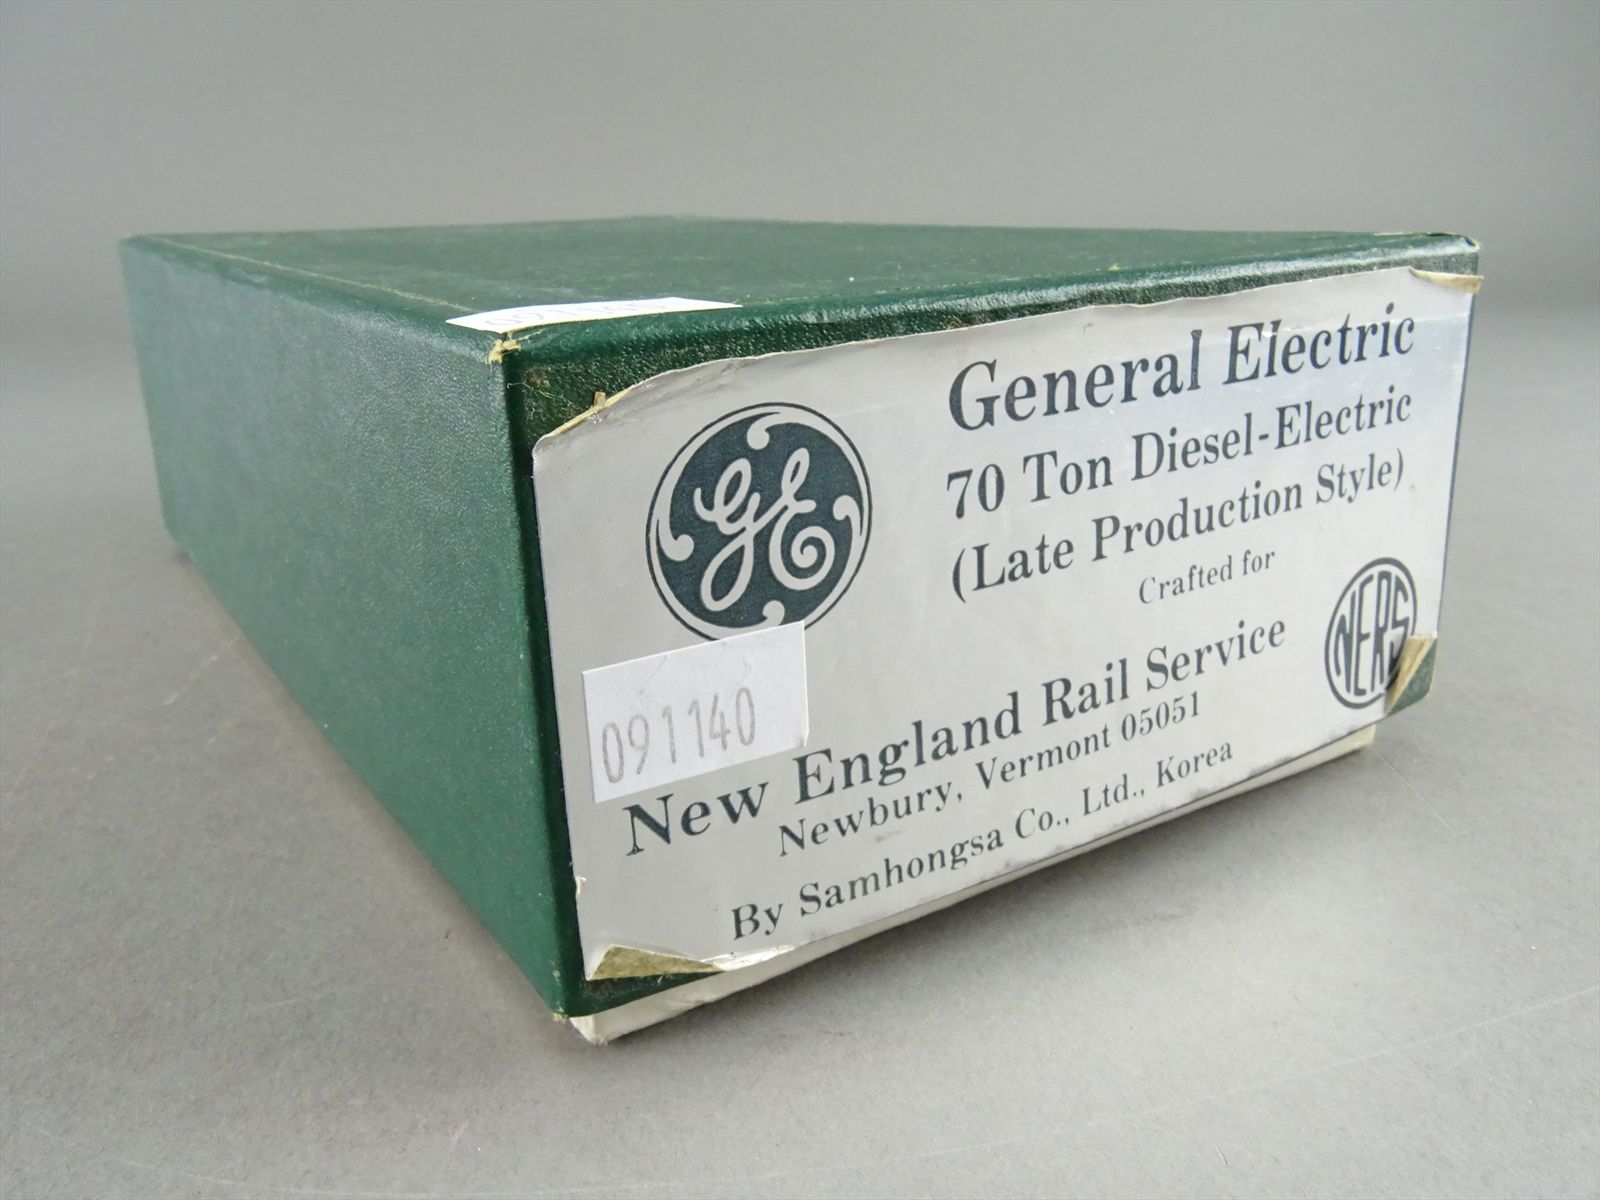 General Electric
70 Ton Diesel-Electric
(Late Production Style)
Crafted for
New England Rail Service
Newbury, Vermont 05051
By Samhongsa Co., Ltd., Korea
GE
NERS
091140
091140